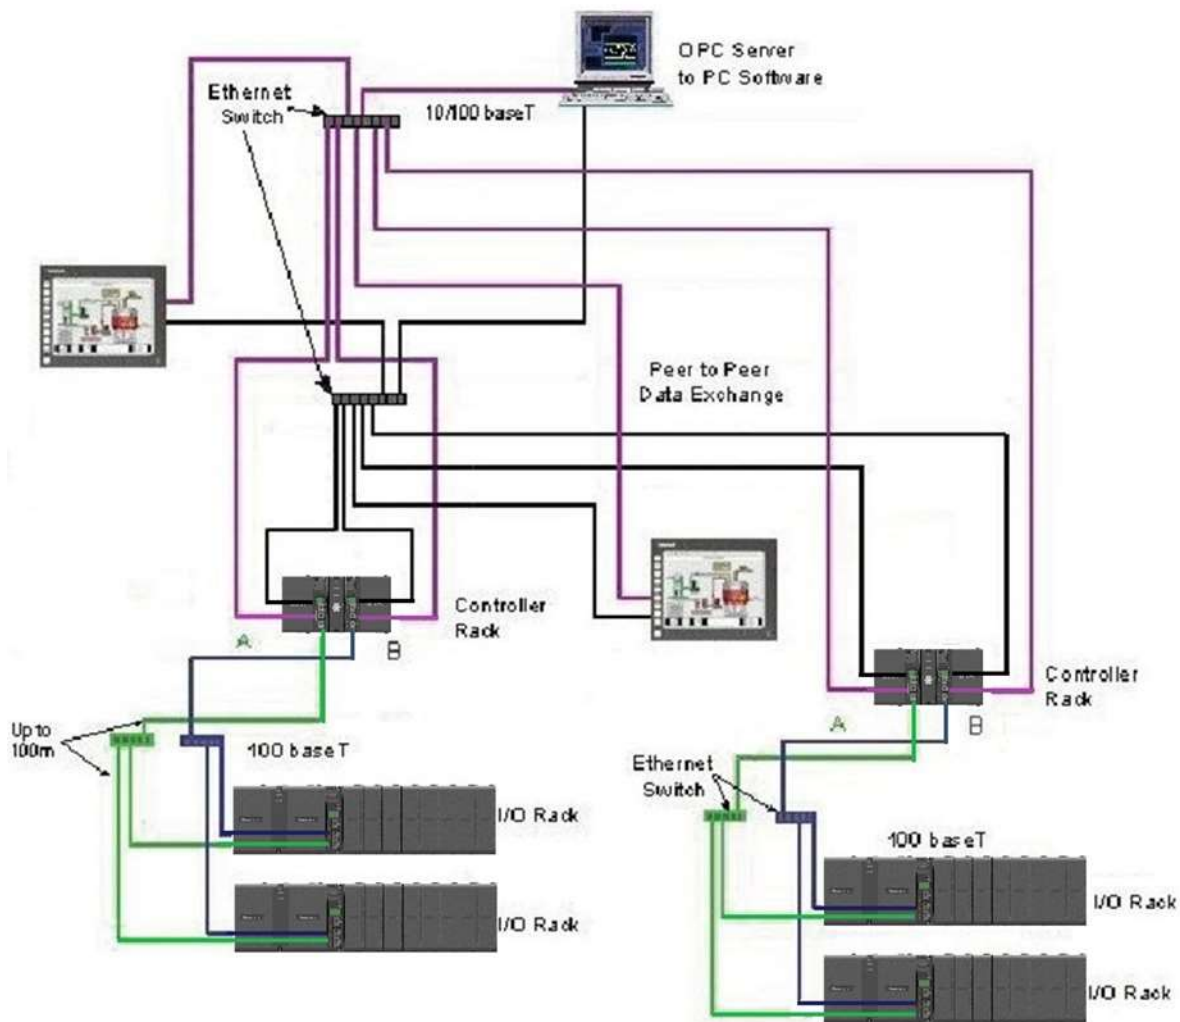 OPC Server
to PC Software
Ethernet
Switch
10/100 baseT
Peer to Peer
Data Exchange
Controller
Rack
A
B
Controller
Rack
Up to
100m
A
B
100 baseT
Ethernet
Switch
I/O Rack
100 baseT
I/O Rack
I/O Rack
I/O Rack